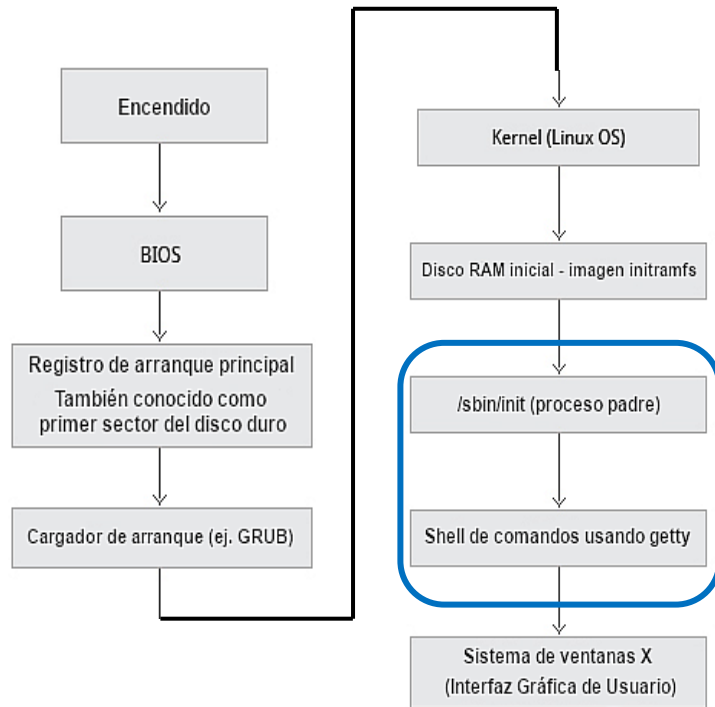 Encendido
BIOS
Registro de arranque principal
También conocido como
primer sector del disco duro
Cargador de arranque (ej. GRUB)
Kernel (Linux OS)
Disco RAM inicial - imagen initramfs
/sbin/init (proceso padre)
Shell de comandos usando getty
Sistema de ventanas X
(Interfaz Gráfica de Usuario)